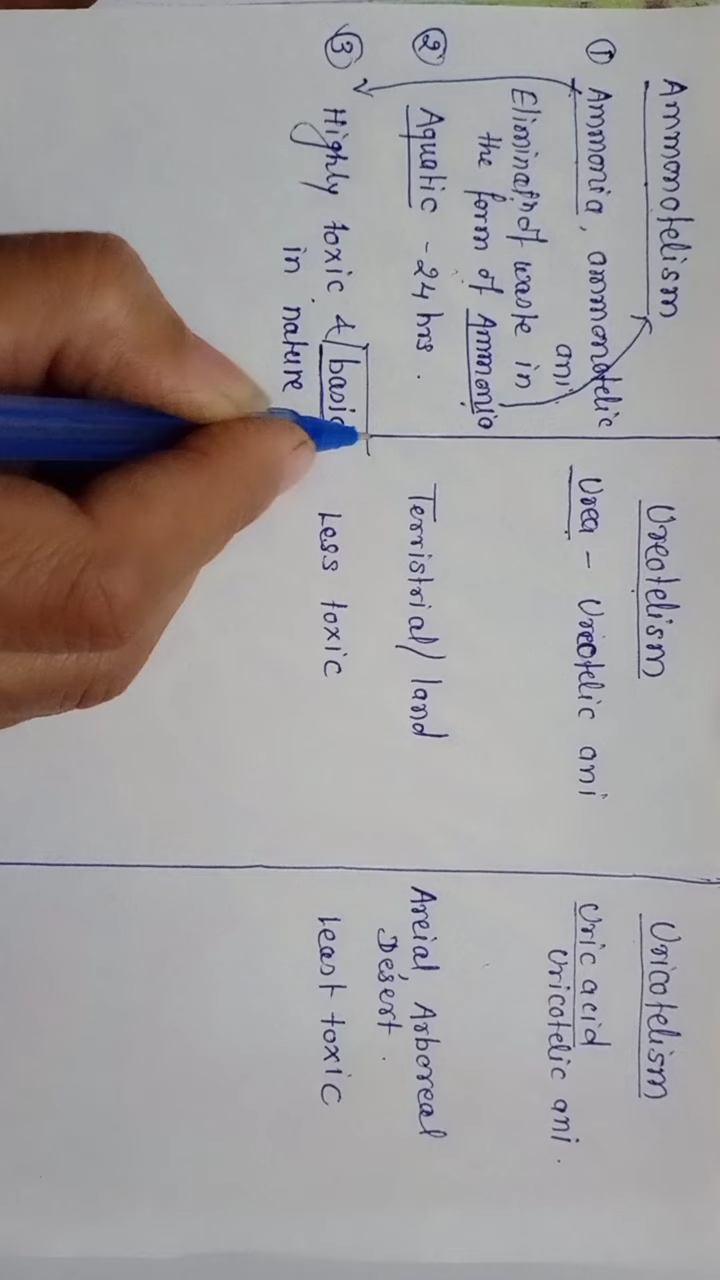 Ammonotelism
① Ammonia, ammonotelic
ani.
Eliminatn of waste in
the form of Ammonia
② Aquatic - 24 hrs.
③ Highly toxic & basic
in nature
Ureotelism
Urea - Ureotelic ani
Terristrial/ land
Less toxic
Uricotelism
Uric acid
Uricotelic ani.
Areial, Arboreal
Desert.
Least toxic